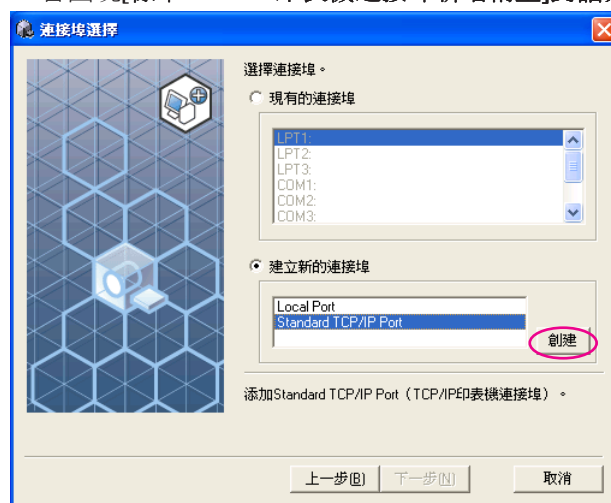 連接埠選擇
選擇連接埠。
現有的連接埠
LPT1:
LPT2:
LPT3:
COM1:
COM2:
COM3:
建立新的連接埠
Local Port
Standard TCP/IP Port
創建
添加Standard TCP/IP Port（TCP/IP印表機連接埠）。
上一步(B)
下一步(N)
取消